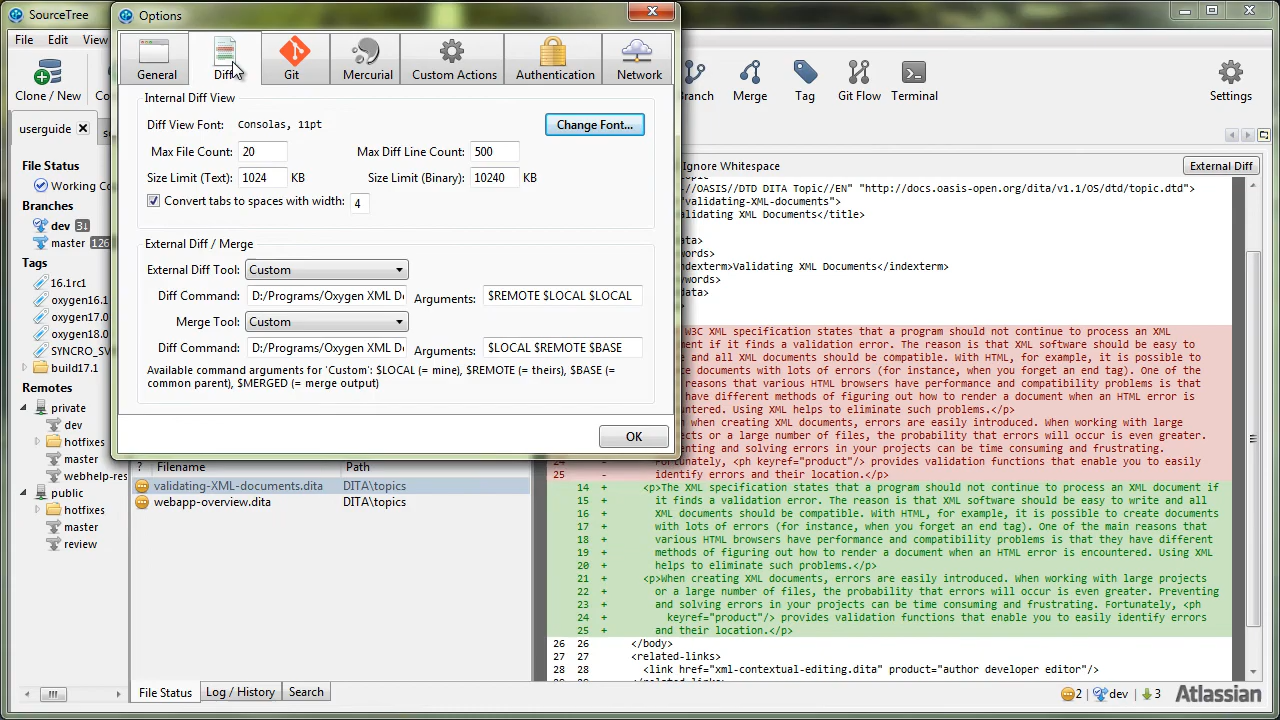 SourceTree
File Edit View
Clone / New
Branch Merge Tag Git Flow Terminal Settings
userguide
File Status
Branches
dev 3↓
master 126
Tags
16.1rc1
oxygen16.1
oxygen17.0
oxygen18.0
SYNCRO_SV
build17.1
Remotes
private
dev
hotfixes
master
webhelp-res
public
hotfixes
master
review
Options
General Diff Git Mercurial Custom Actions Authentication Network
Internal Diff View
Diff View Font: Consolas, 11pt Change Font...
Max File Count: 20 Max Diff Line Count: 500
Size Limit (Text): 1024 KB Size Limit (Binary): 10240 KB
Convert tabs to spaces with width: 4
External Diff / Merge
External Diff Tool: Custom
Diff Command: D:/Programs/Oxygen XML D Arguments: $REMOTE $LOCAL $LOCAL
Merge Tool: Custom
Diff Command: D:/Programs/Oxygen XML D Arguments: $LOCAL $REMOTE $BASE
Available command arguments for 'Custom': $LOCAL (= mine), $REMOTE (= theirs), $BASE (=
common parent), $MERGED (= merge output)
OK
? Filename Path
validating-XML-documents.dita DITA\topics
webapp-overview.dita DITA\topics
Ignore Whitespace External Diff
//OASIS//DTD DITA Topic//EN" "http://docs.oasis-open.org/dita/v1.1/OS/dtd/topic.dtd">
"validating-XML-documents">
alidating XML Documents</title>
ata>
words>
ndexterm>Validating XML Documents</indexterm>
words>
data>
W3C XML specification states that a program should not continue to process an XML
ment if it finds a validation error. The reason is that XML software should be easy to
e and all XML documents should be compatible. With HTML, for example, it is possible to
te documents with lots of errors (for instance, when you forget an end tag). One of the
reasons that various HTML browsers have performance and compatibility problems is that
have different methods of figuring out how to render a document when an HTML error is
untered. Using XML helps to eliminate such problems.</p>
n when creating XML documents, errors are easily introduced. When working with large
ects or a large number of files, the probability that errors will occur is even greater.
enting and solving errors in your projects can be time consuming and frustrating.
24 - Fortunately, <ph keyref="product"/> provides validation functions that enable you to easily
25 - identify errors and their location.</p>
14 + <p>The XML specification states that a program should not continue to process an XML document if
15 + it finds a validation error. The reason is that XML software should be easy to write and all
16 + XML documents should be compatible. With HTML, for example, it is possible to create documents
17 + with lots of errors (for instance, when you forget an end tag). One of the main reasons that
18 + various HTML browsers have performance and compatibility problems is that they have different
19 + methods of figuring out how to render a document when an HTML error is encountered. Using XML
20 + helps to eliminate such problems.</p>
21 + <p>When creating XML documents, errors are easily introduced. When working with large projects
22 + or a large number of files, the probability that errors will occur is even greater. Preventing
23 + and solving errors in your projects can be time consuming and frustrating. Fortunately, <ph
24 + keyref="product"/> provides validation functions that enable you to easily identify errors
25 + and their location.</p>
26 26 </body>
27 27 <related-links>
28 28 <link href="xml-contextual-editing.dita" product="author developer editor"/>
File Status Log / History Search
2 dev 3 Atlassian